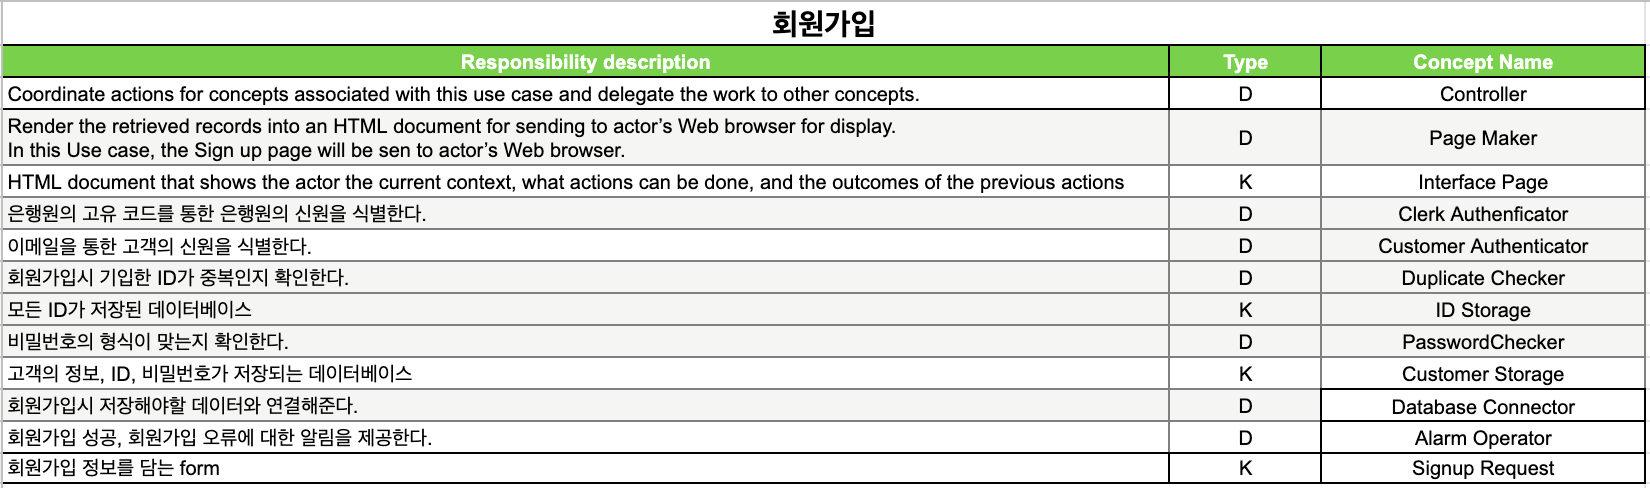 회원가입
Responsibility description Type Concept Name
Coordinate actions for concepts associated with this use case and delegate the work to other concepts. D Controller
Render the retrieved records into an HTML document for sending to actor’s Web browser for display.
In this Use case, the Sign up page will be sen to actor’s Web browser. D Page Maker
HTML document that shows the actor the current context, what actions can be done, and the outcomes of the previous actions K Interface Page
은행원의 고유 코드를 통한 은행원의 신원을 식별한다. D Clerk Authenficator
이메일을 통한 고객의 신원을 식별한다. D Customer Authenticator
회원가입시 기입한 ID가 중복인지 확인한다. D Duplicate Checker
모든 ID가 저장된 데이터베이스 K ID Storage
비밀번호의 형식이 맞는지 확인한다. D PasswordChecker
고객의 정보, ID, 비밀번호가 저장되는 데이터베이스 K Customer Storage
회원가입시 저장해야할 데이터와 연결해준다. D Database Connector
회원가입 성공, 회원가입 오류에 대한 알림을 제공한다. D Alarm Operator
회원가입 정보를 담는 form K Signup Request